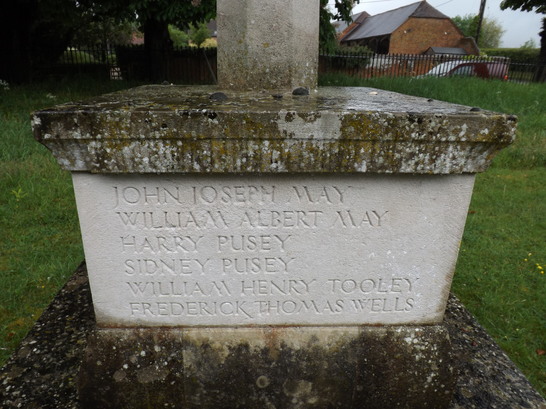 JOHN JOSEPH MAY
WILLIAM ALBERT MAY
HARRY PUSEY
SIDNEY PUSEY
WILLIAM HENRY TOOLEY
FREDERICK THOMAS WELLS